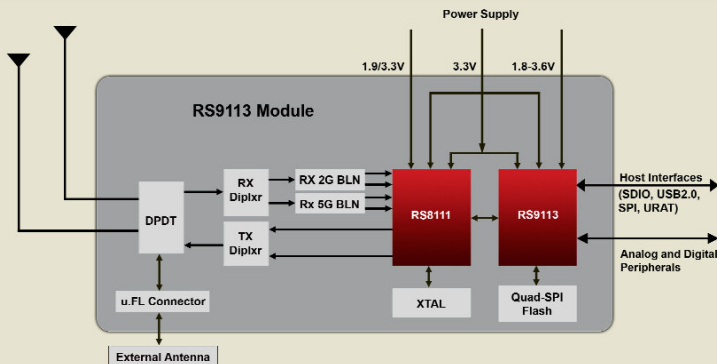 Power Supply
1.9/3.3V
3.3V
1.8-3.6V
RS9113 Module
RX
Diplxr
RX 2G BLN
Rx 5G BLN
RS8111
RS9113
Host Interfaces
(SDIO, USB2.0,
SPI, URAT)
DPDT
TX
Diplxr
Analog and Digital
Peripherals
u.FL Connector
XTAL
Quad-SPI
Flash
External Antenna